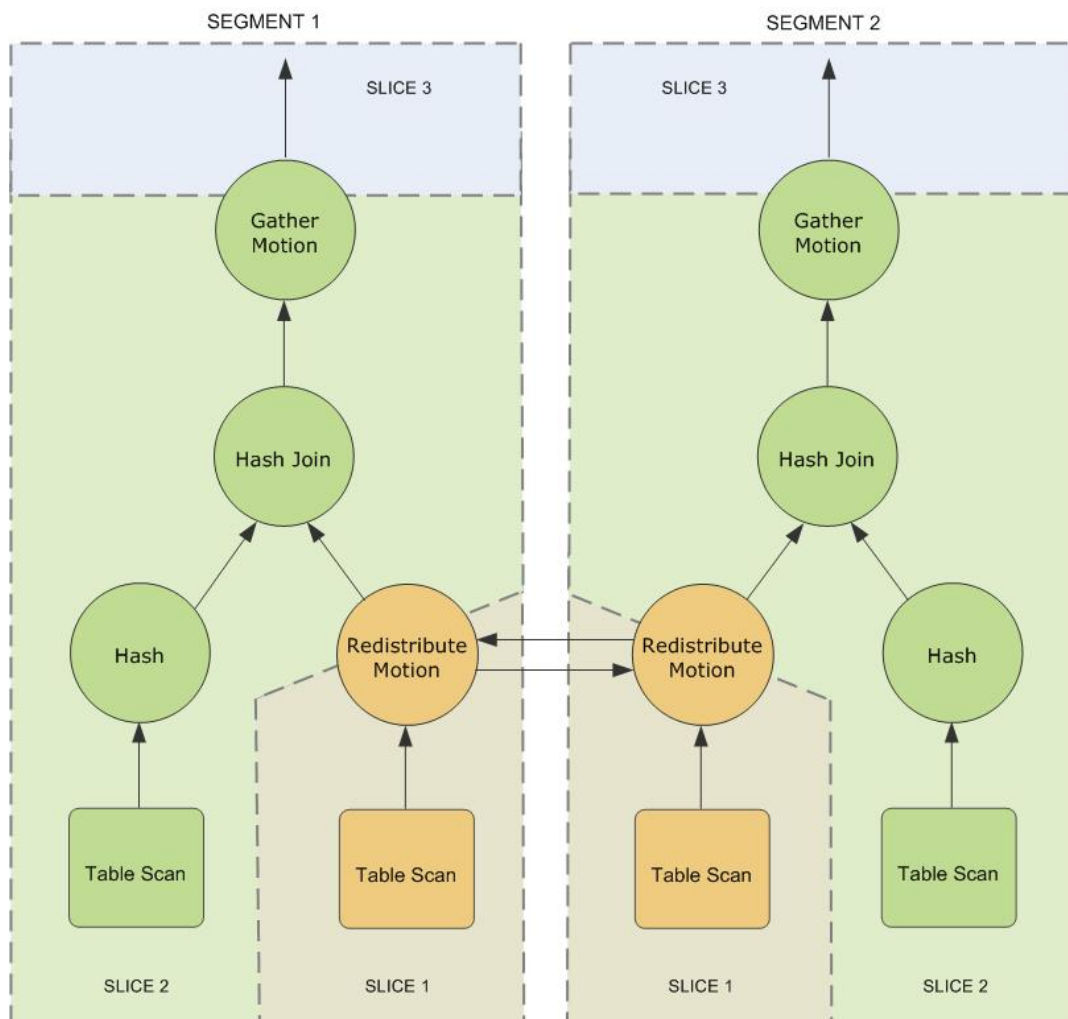 SEGMENT 1
SEGMENT 2
SLICE 3
SLICE 3
Gather
Motion
Gather
Motion
Hash Join
Hash Join
Hash
Redistribute
Motion
Redistribute
Motion
Hash
Table Scan
Table Scan
Table Scan
Table Scan
SLICE 2
SLICE 1
SLICE 1
SLICE 2